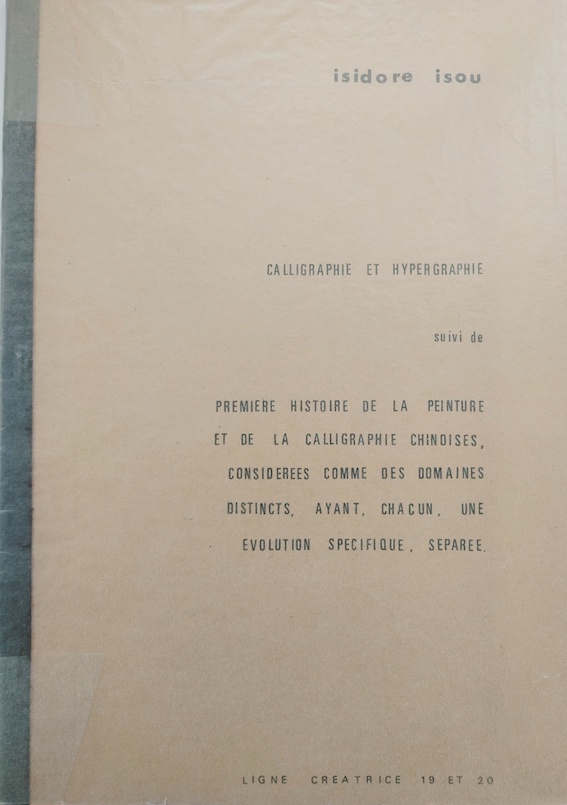 isidore isou
CALLIGRAPHIE ET HYPERGRAPHIE
suivi de
PREMIERE HISTOIRE DE LA PEINTURE
ET DE LA CALLIGRAPHIE CHINOISES,
CONSIDEREES COMME DES DOMAINES
DISTINCTS, AYANT, CHACUN, UNE
EVOLUTION SPECIFIQUE, SEPAREE.
LIGNE CREATRICE 19 ET 20